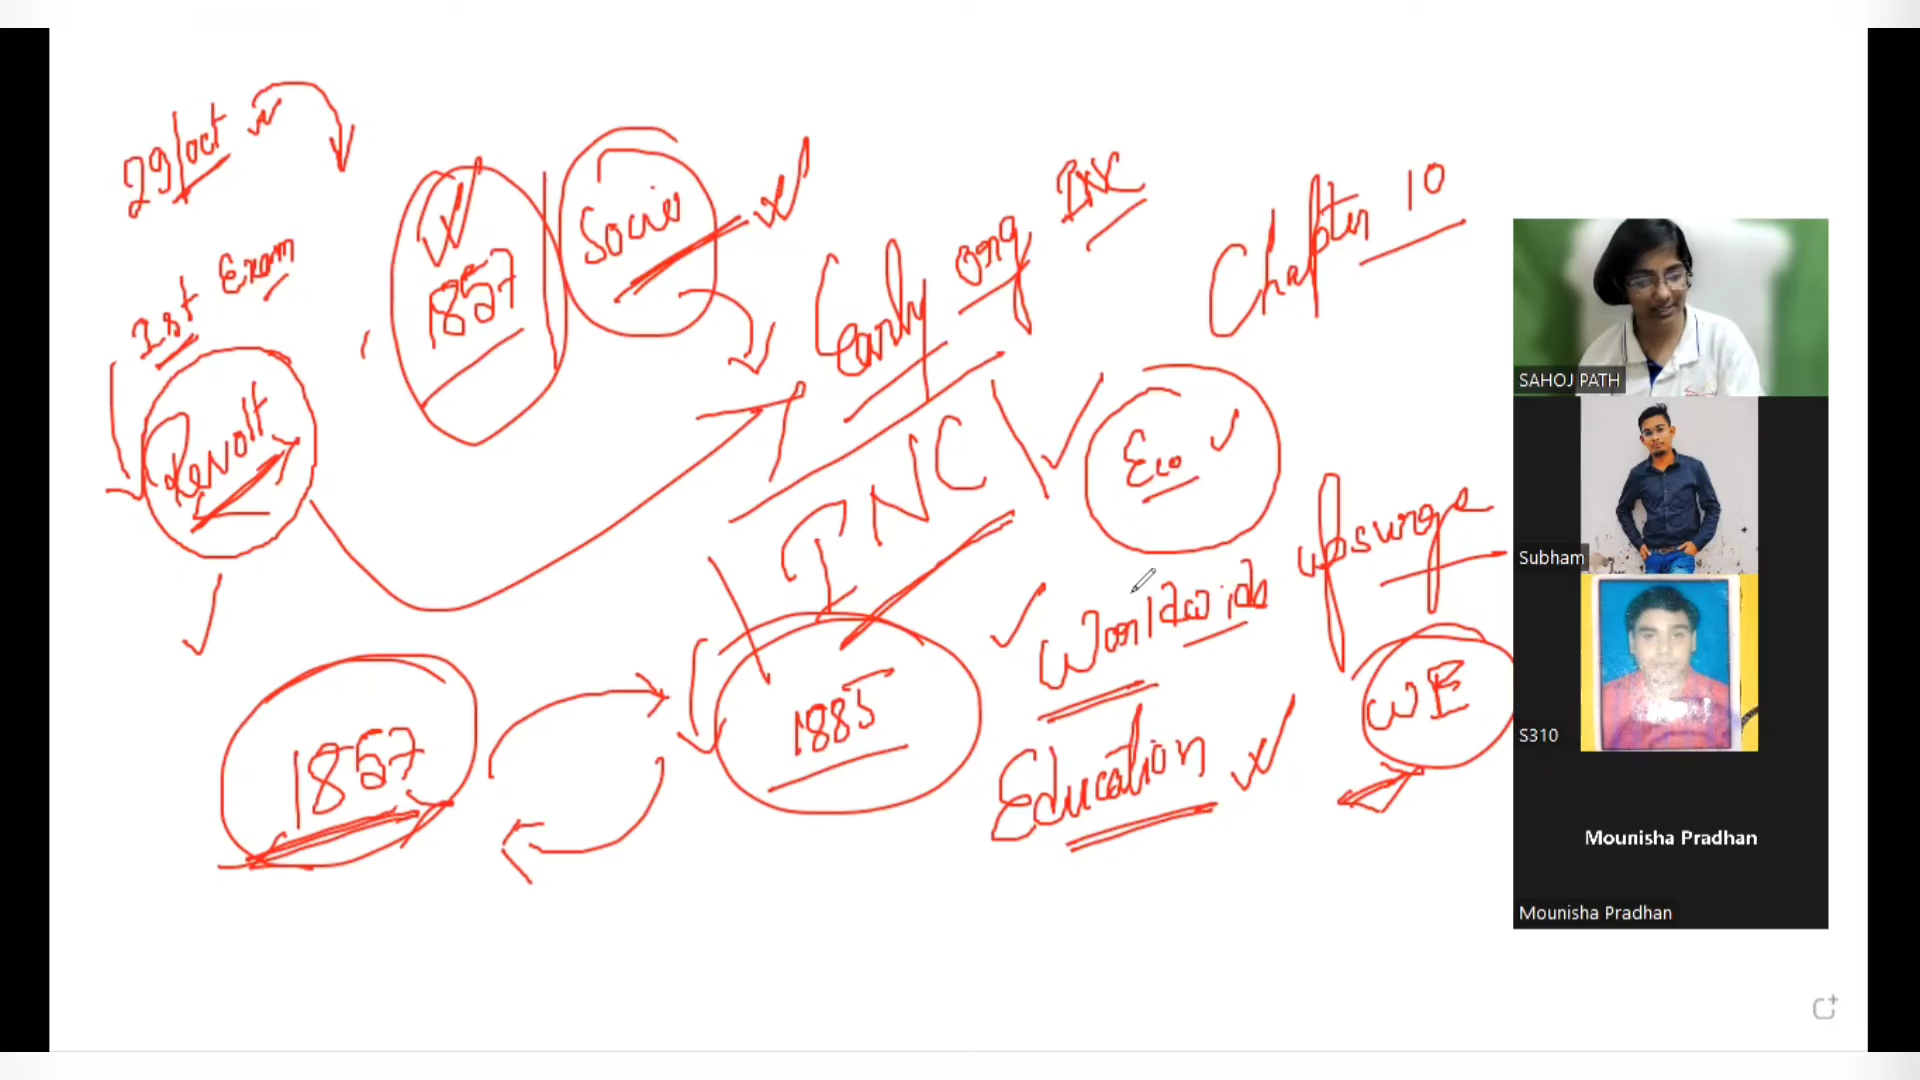 29/oct
1st Exam
Revolt
1857
Socio
Early org INC
Chapter 10
INC
Eco
1857
1885
Worldwide upsurge
Education
WE
SAHOJ PATH
Subham
S310
Mounisha Pradhan
Mounisha Pradhan